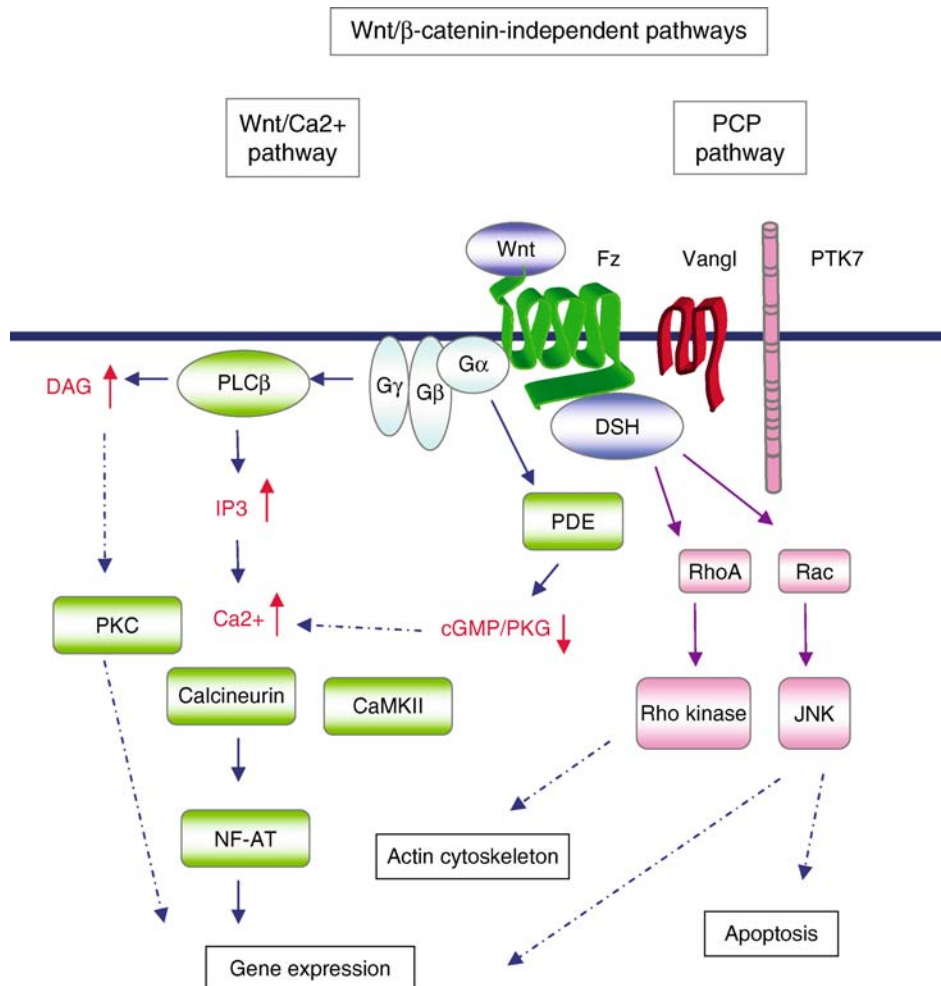 Wnt/β-catenin-independent pathways
Wnt/Ca2+
pathway
PCP
pathway
Wnt
Fz
Vangl
PTK7
DAG
PLCβ
Gγ
Gβ
Gα
DSH
IP3
PDE
RhoA
Rac
PKC
Ca2+
cGMP/PKG
Calcineurin
CaMKII
Rho kinase
JNK
NF-AT
Actin cytoskeleton
Apoptosis
Gene expression